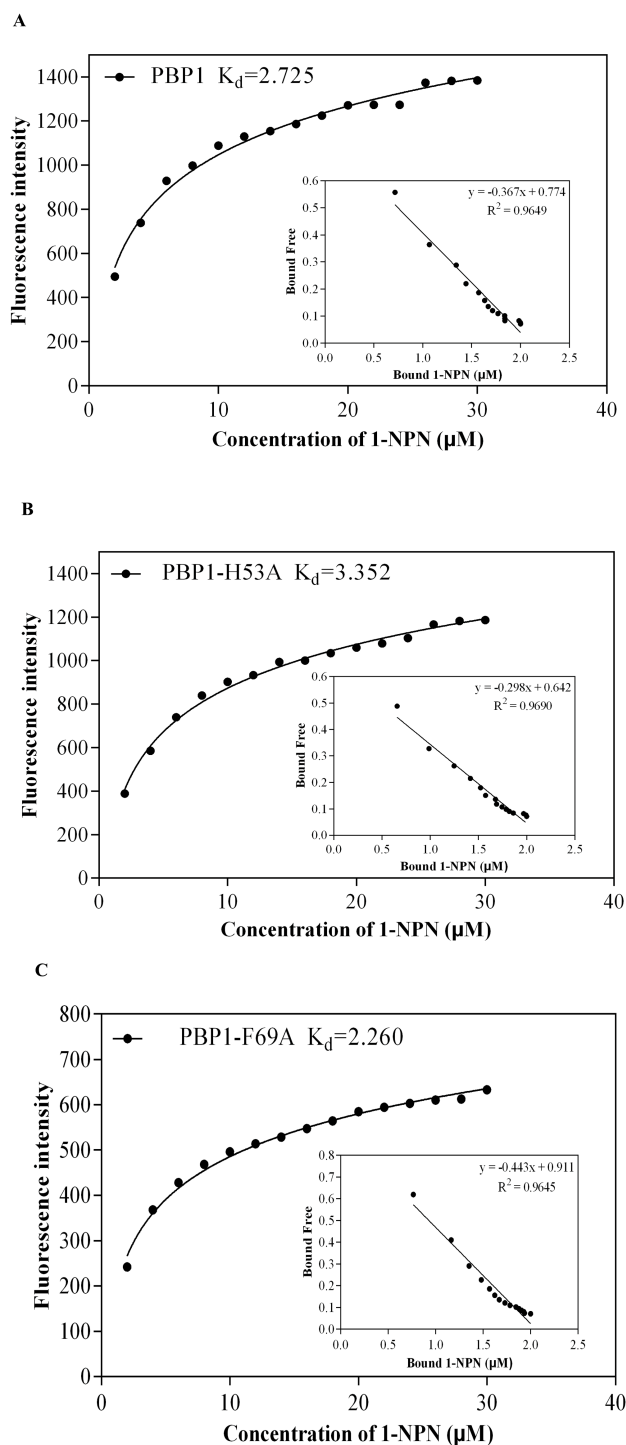 A
PBP1 K_d=2.725
1400
1200
1000
800
600
400
200
0
Fluorescence intensity
0 10 20 30 40
Concentration of 1-NPN (μM)
y = -0.367x + 0.774
R² = 0.9649
0.6
0.5
0.4
0.3
0.2
0.1
0.0
Bound Free
0.0 0.5 1.0 1.5 2.0 2.5
Bound 1-NPN (μM)
B
PBP1-H53A K_d=3.352
1400
1200
1000
800
600
400
200
0
Fluorescence intensity
0 10 20 30 40
Concentration of 1-NPN (μM)
y = -0.298x + 0.642
R² = 0.9690
0.6
0.5
0.4
0.3
0.2
0.1
0.0
Bound Free
0.0 0.5 1.0 1.5 2.0 2.5
Bound 1-NPN (μM)
C
PBP1-F69A K_d=2.260
800
700
600
500
400
300
200
100
0
Fluorescence intensity
0 10 20 30 40
Concentration of 1-NPN (μM)
y = -0.443x + 0.911
R² = 0.9645
0.8
0.7
0.6
0.5
0.4
0.3
0.2
0.1
0.0
Bound Free
0.0 0.5 1.0 1.5 2.0 2.5
Bound 1-NPN (μM)